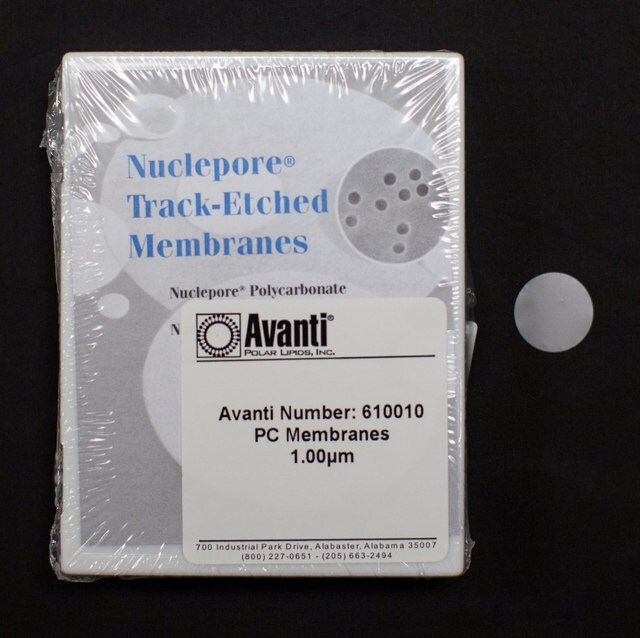 Nuclepore®
Track-Etched
Membranes
Nuclepore® Polycarbonate
N
Avanti®
POLAR LIPIDS, INC.
Avanti Number: 610010
PC Membranes
1.00µm
700 Industrial Park Drive, Alabaster, Alabama 35007
(800) 227-0651 - (205) 663-2494